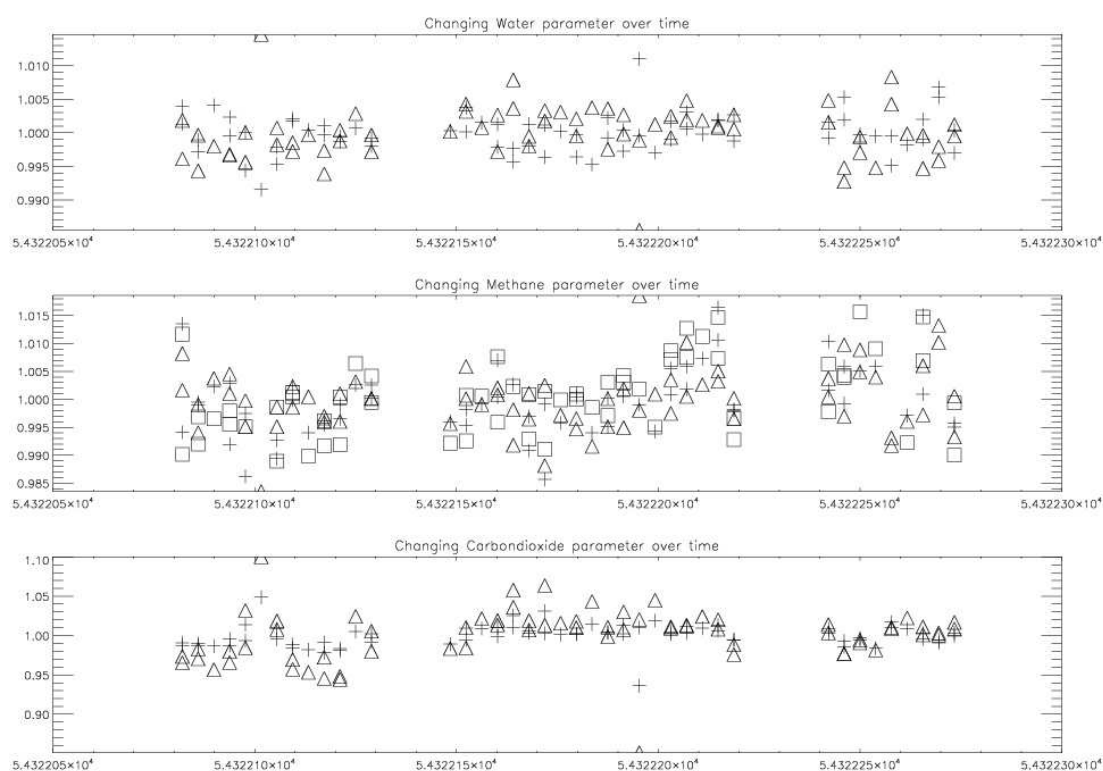 Changing Water parameter over time
1.010
1.005
1.000
0.995
0.990
5.432205×10⁴ 5.432210×10⁴ 5.432215×10⁴ 5.432220×10⁴ 5.432225×10⁴ 5.432230×10⁴
Changing Methane parameter over time
1.015
1.010
1.005
1.000
0.995
0.990
0.985
5.432205×10⁴ 5.432210×10⁴ 5.432215×10⁴ 5.432220×10⁴ 5.432225×10⁴ 5.432230×10⁴
Changing Carbondioxide parameter over time
1.10
1.05
1.00
0.95
0.90
5.432205×10⁴ 5.432210×10⁴ 5.432215×10⁴ 5.432220×10⁴ 5.432225×10⁴ 5.432230×10⁴